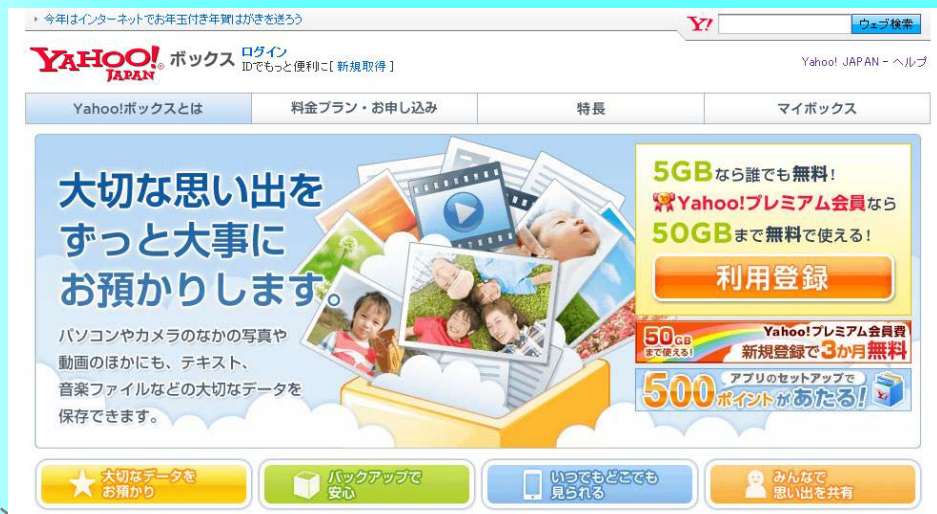 今年はインターネットでお年玉付き年賀はがきを送ろう
Y!
ウェブ検索
YAHOO! JAPAN ボックス
ログイン
IDでもっと便利に[ 新規取得 ]
Yahoo! JAPAN - ヘルプ
Yahoo!ボックスとは
料金プラン・お申し込み
特長
マイボックス
大切な思い出を
ずっと大事に
お預かりします。
パソコンやカメラのなかの写真や
動画のほかにも、テキスト、
音楽ファイルなどの大切なデータを
保存できます。
5GBなら誰でも無料!
Yahoo!プレミアム会員なら
50GBまで無料で使える!
利用登録
50GB
まで使える!
Yahoo!プレミアム会員費
新規登録で3か月無料
アプリのセットアップで
500ポイントがあたる!
Y!
大切なデータを
お預かり
バックアップで
安心
いつでもどこでも
見られる
みんなで
思い出を共有